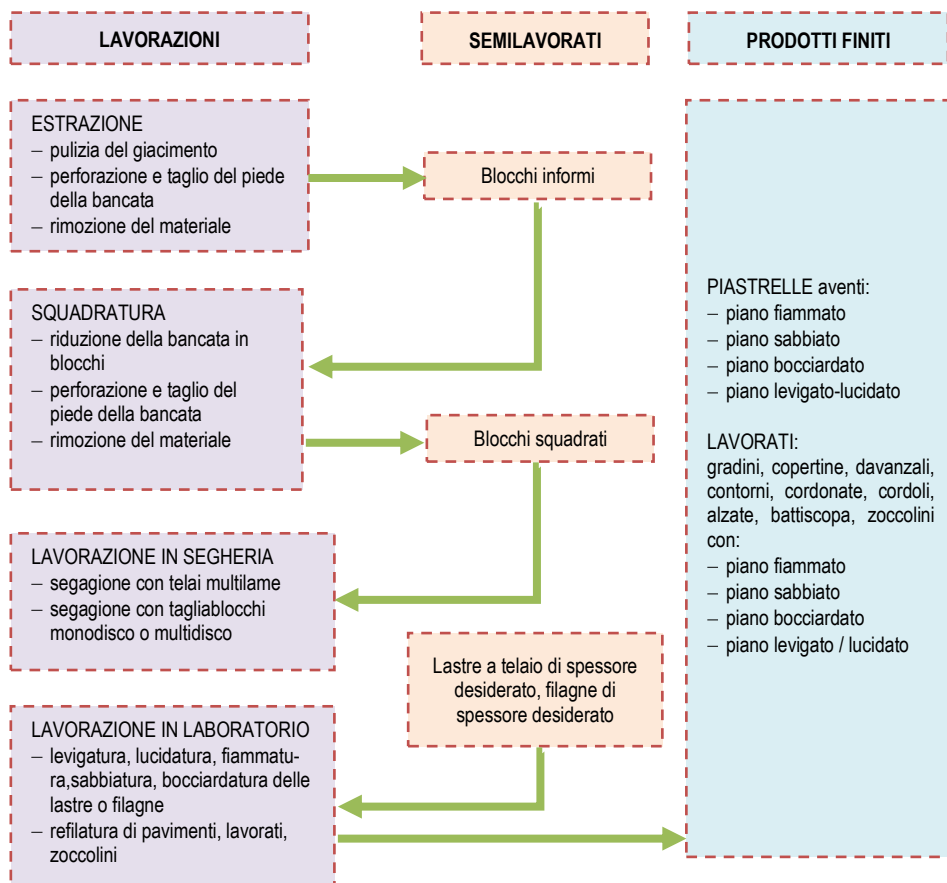 LAVORAZIONI
SEMILAVORATI
PRODOTTI FINITI
ESTRAZIONE
– pulizia del giacimento
– perforazione e taglio del piede
della bancata
– rimozione del materiale
Blocchi informi
SQUADRATURA
– riduzione della bancata in
blocchi
– perforazione e taglio del
piede della bancata
– rimozione del materiale
Blocchi squadrati
LAVORAZIONE IN SEGHERIA
– segagione con telai multilame
– segagione con tagliablocchi
monodisco o multidisco
Lastre a telaio di spessore
desiderato, filagne di
spessore desiderato
LAVORAZIONE IN LABORATORIO
– levigatura, lucidatura, fiammatu-
ra,sabbiatura, bocciardatura delle
lastre o filagne
– refilatura di pavimenti, lavorati,
zoccolini
PIASTRELLE aventi:
– piano fiammato
– piano sabbiato
– piano bocciardato
– piano levigato-lucidato
LAVORATI:
gradini, copertine, davanzali,
contorni, cordonate, cordoli,
alzate, battiscopa, zoccolini
con:
– piano fiammato
– piano sabbiato
– piano bocciardato
– piano levigato / lucidato